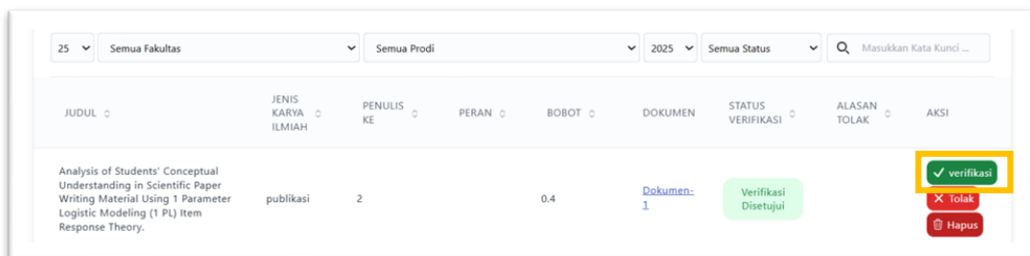 25 Semua Fakultas Semua Prodi 2025 Semua Status Masukkan Kata Kunci ...
JUDUL JENIS KARYA ILMIAH PENULIS KE PERAN BOBOT DOKUMEN STATUS VERIFIKASI ALASAN TOLAK AKSI
Analysis of Students' Conceptual
Understanding in Scientific Paper
Writing Material Using 1 Parameter
Logistic Modeling (1 PL) Item
Response Theory.
publikasi
2
0.4
Dokumen-
1
Verifikasi
Disetujui
verifikasi
Tolak
Hapus